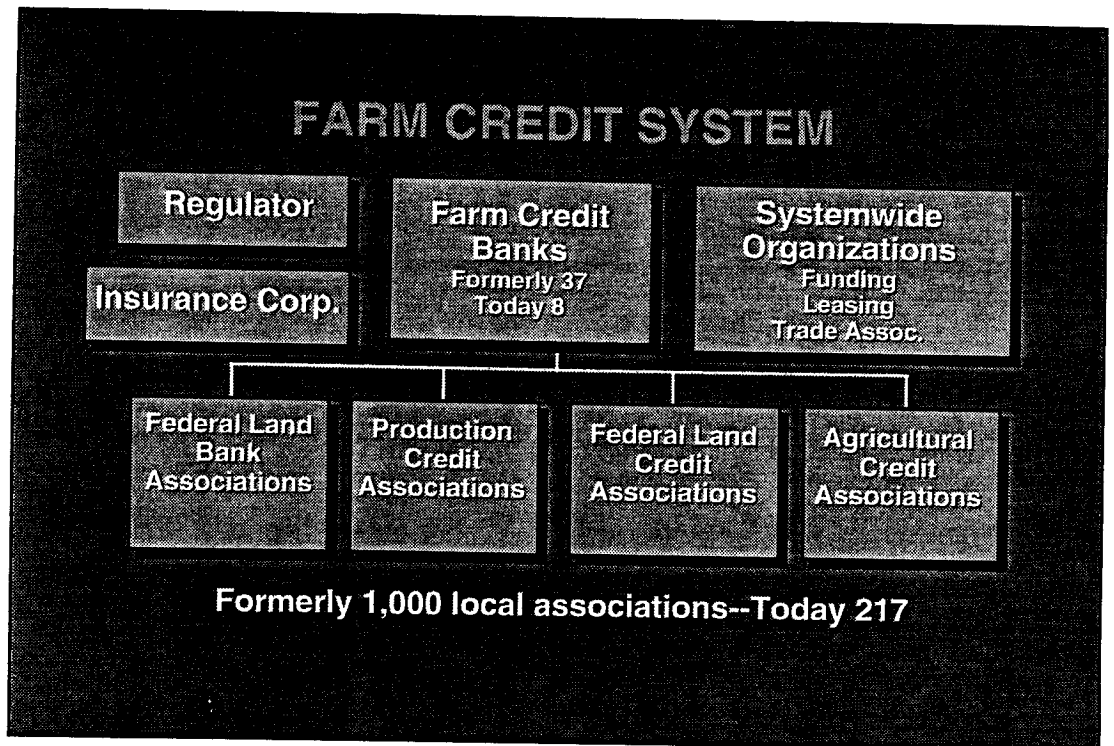 FARM CREDIT SYSTEM
Regulator
Insurance Corp.
Farm Credit
Banks
Formerly 37
Today 8
Systemwide
Organizations
Funding
Leasing
Trade Assoc.
Federal Land
Bank
Associations
Production
Credit
Associations
Federal Land
Credit
Associations
Agricultural
Credit
Associations
Formerly 1,000 local associations--Today 217